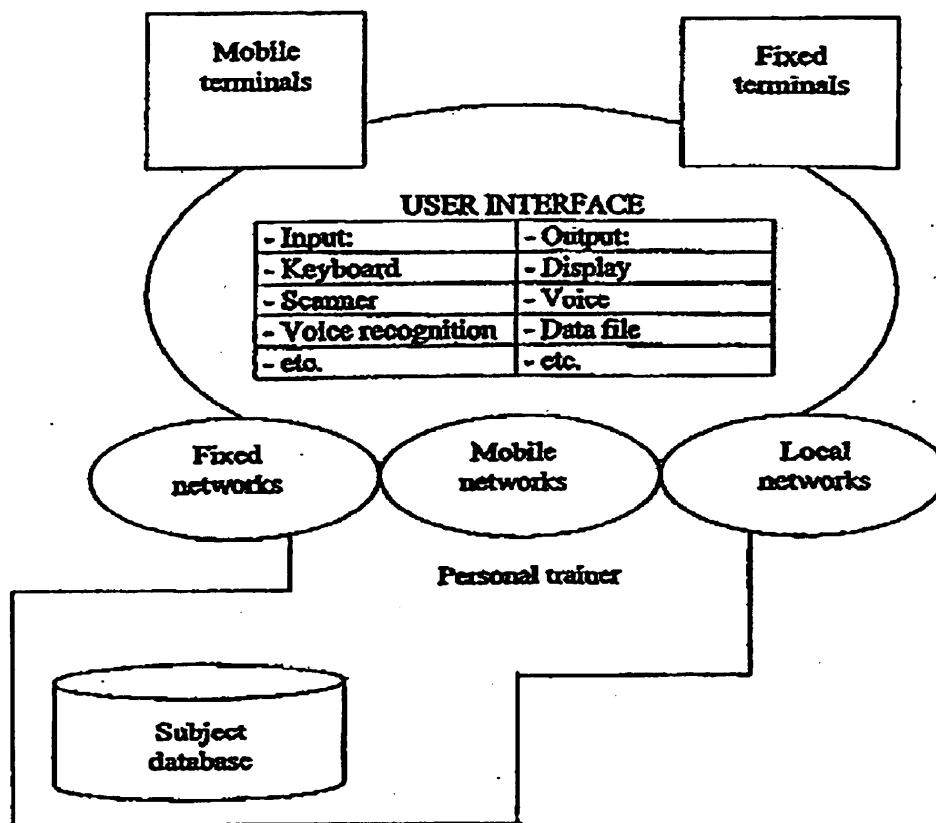 Mobile
terminals
Fixed
terminals
USER INTERFACE
- Input:
- Output:
- Keyboard
- Display
- Scanner
- Voice
- Voice recognition
- Data file
- etc.
- etc.
Fixed
networks
Mobile
networks
Local
networks
Personal trainer
Subject
database